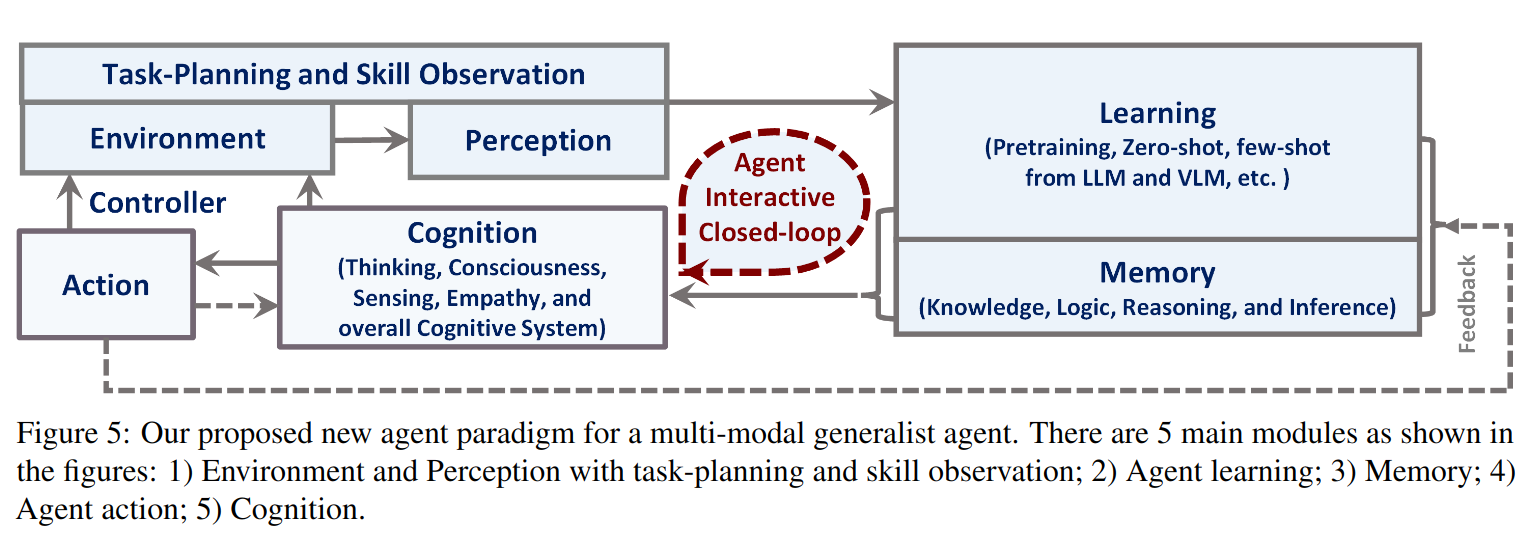 Task-Planning and Skill Observation
Environment
Perception
Controller
Action
Cognition
(Thinking, Consciousness,
Sensing, Empathy, and
overall Cognitive System)
Agent
Interactive
Closed-loop
Learning
(Pretraining, Zero-shot, few-shot
from LLM and VLM, etc. )
Memory
(Knowledge, Logic, Reasoning, and Inference)
Feedback
Figure 5: Our proposed new agent paradigm for a multi-modal generalist agent. There are 5 main modules as shown in
the figures: 1) Environment and Perception with task-planning and skill observation; 2) Agent learning; 3) Memory; 4)
Agent action; 5) Cognition.